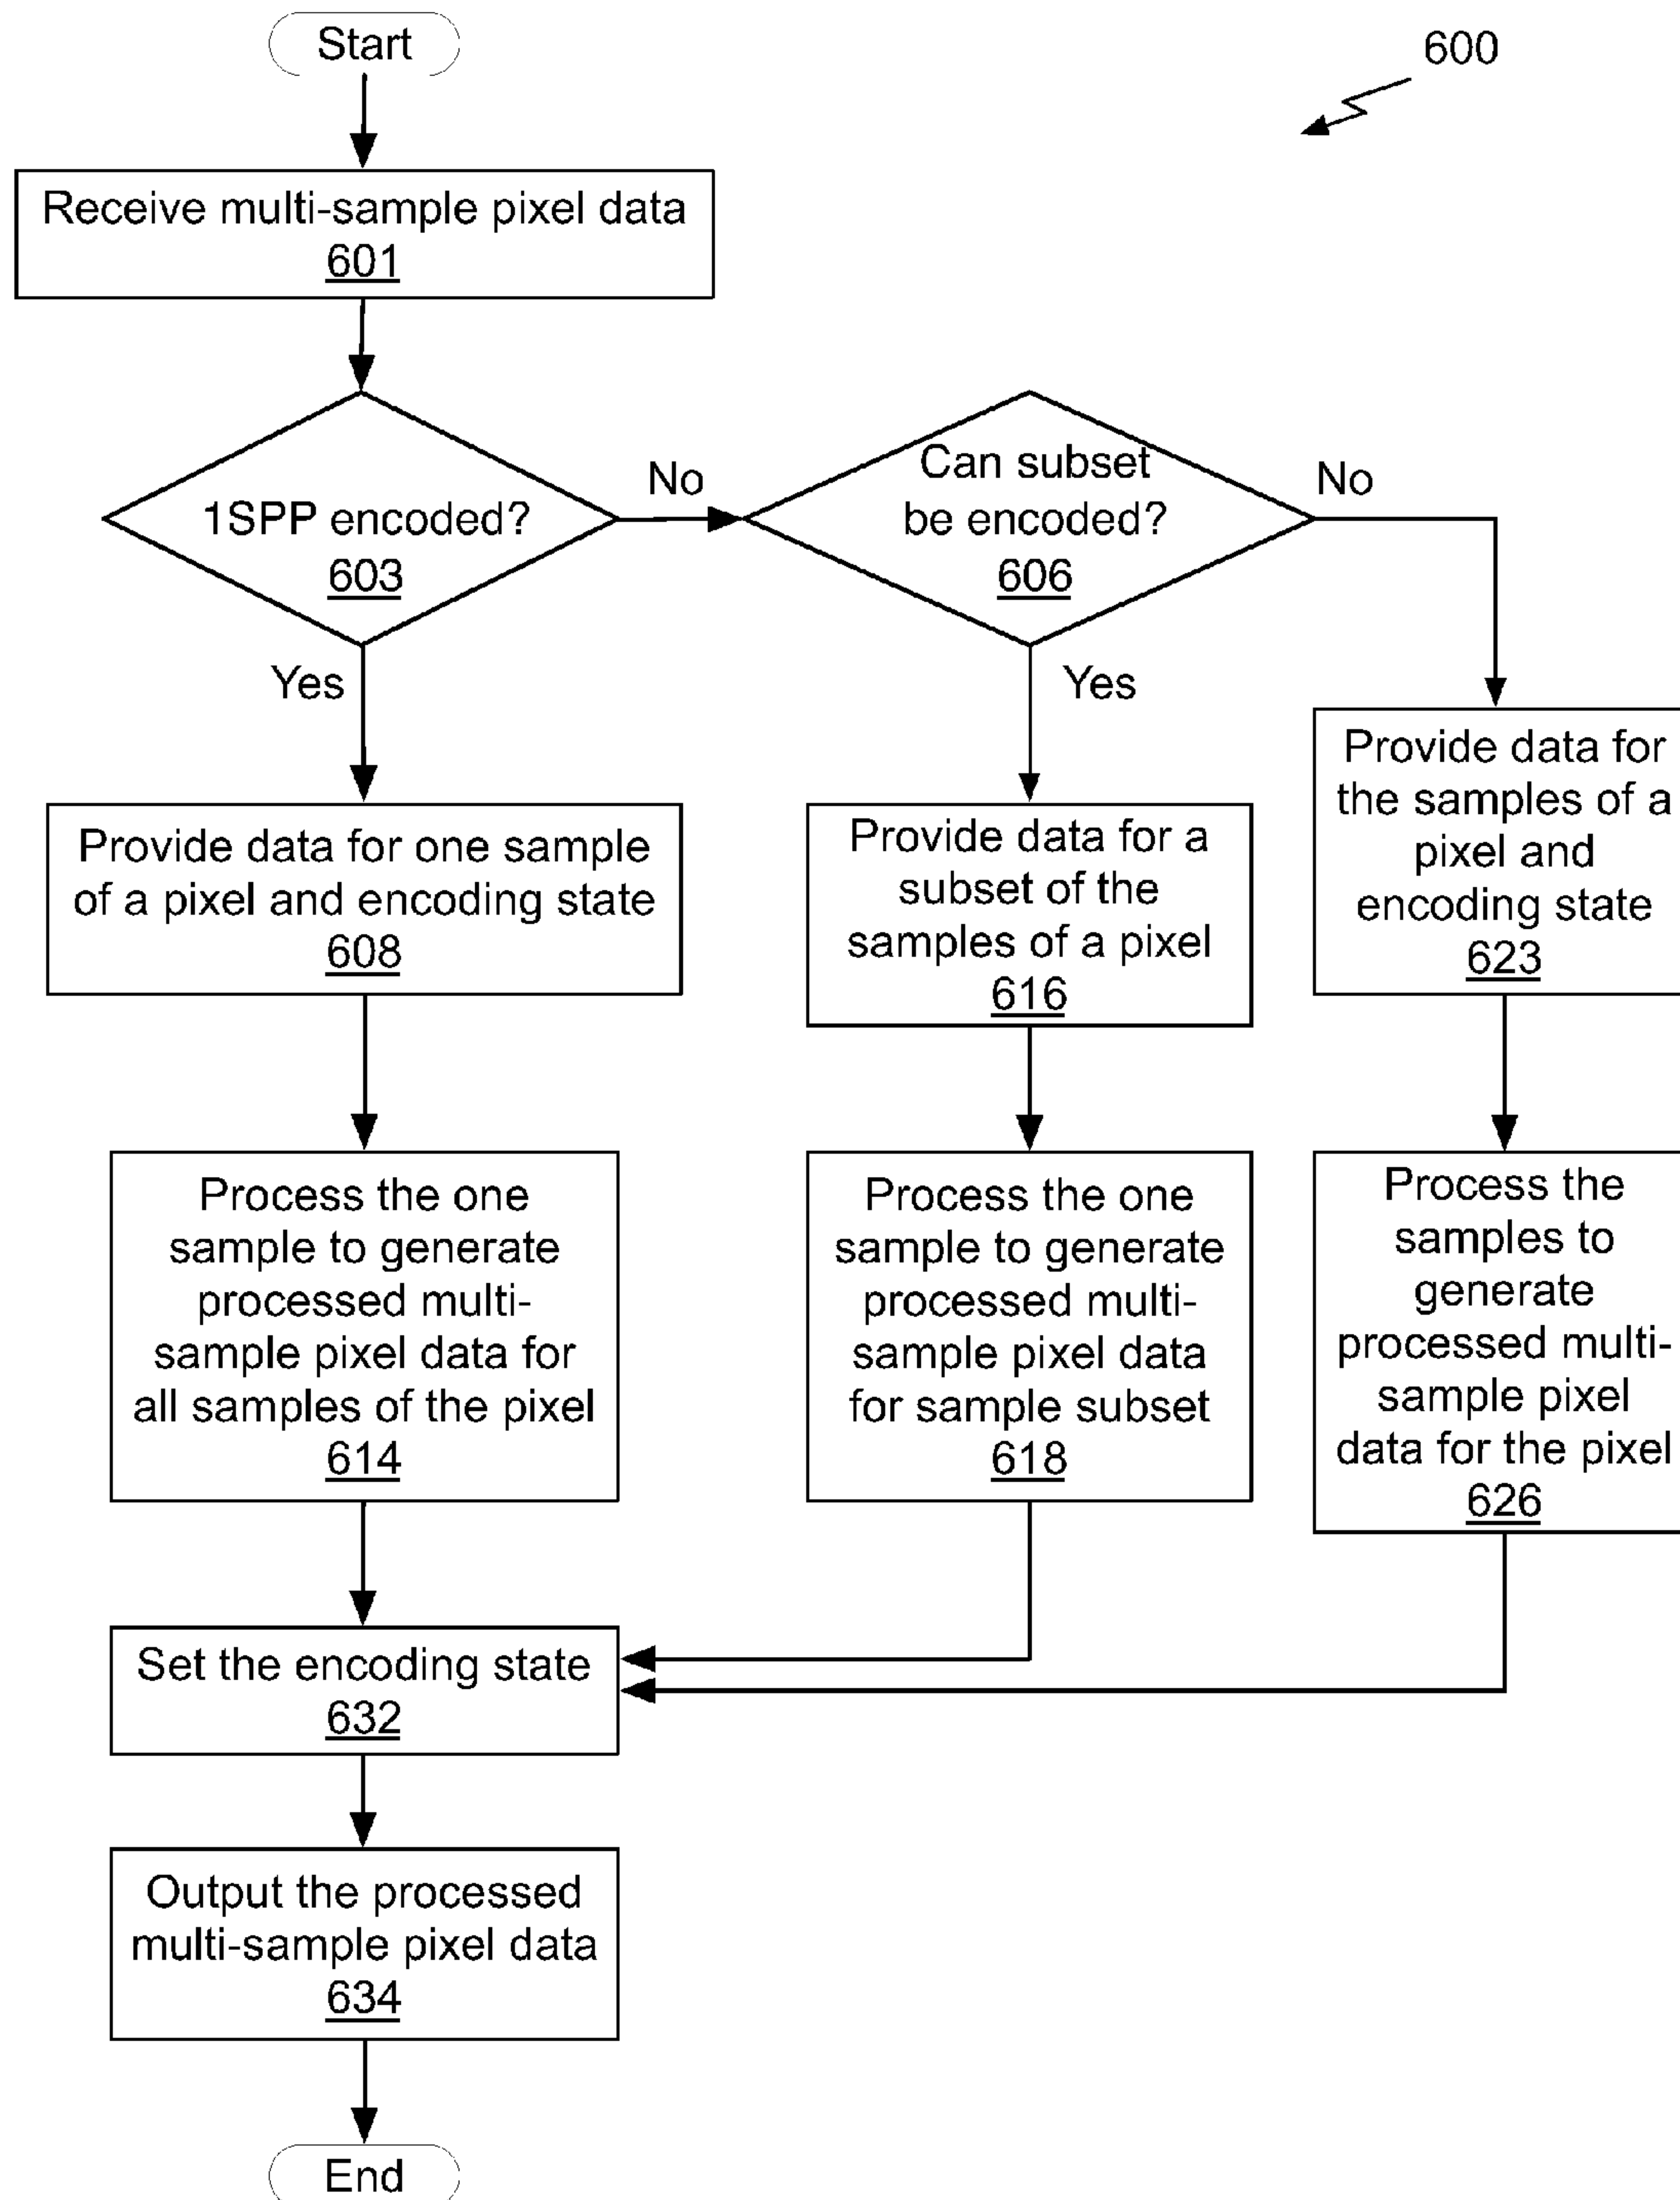 Start
600
Receive multi-sample pixel data
601
1SPP encoded?
603
No
Can subset
be encoded?
606
No
Yes
Yes
Provide data for one sample
of a pixel and encoding state
608
Provide data for a
subset of the
samples of a pixel
616
Provide data for
the samples of a
pixel and
encoding state
623
Process the one
sample to generate
processed multi-
sample pixel data for
all samples of the pixel
614
Process the one
sample to generate
processed multi-
sample pixel data
for sample subset
618
Process the
samples to
generate
processed multi-
sample pixel
data for the pixel
626
Set the encoding state
632
Output the processed
multi-sample pixel data
634
End